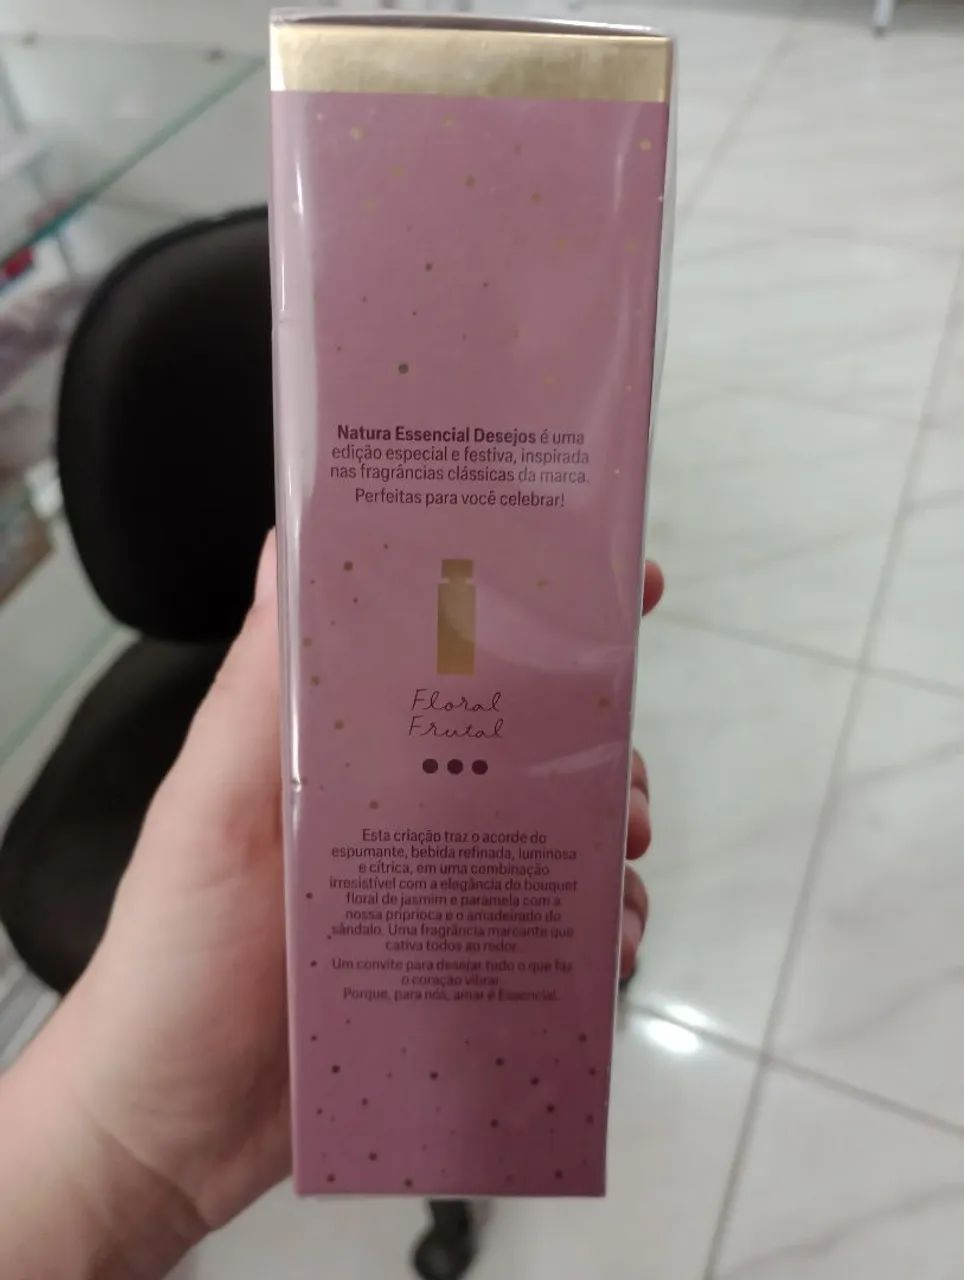 Natura Essencial Desejos é uma
edição especial e festiva, inspirada
nas fragrâncias clássicas da marca.
Perfeitas para você celebrar!
Floral
Frutal
Esta criação traz o acorde do
espumante, bebida refinada, luminosa
e cítrica, em uma combinação
irresistível com a elegância do bouquet
floral de jasmim e paramela com a
nossa priprioca e o amadeirado do
sândalo. Uma fragrância marcante que
cativa todos ao redor.
Um convite para desejar tudo o que faz
o coração vibrar.
Porque, para nós, amar é Essencial.